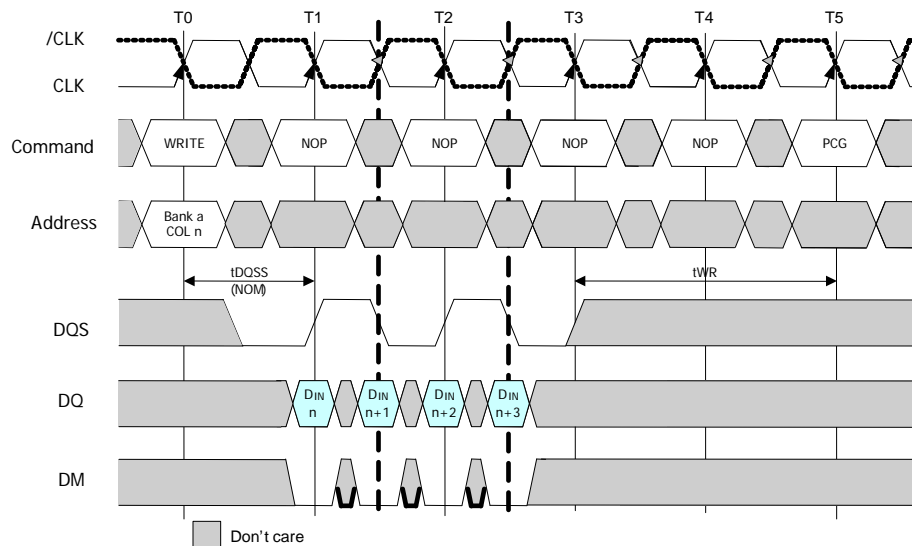 T0 T1 T2 T3 T4 T5
/CLK
CLK
Command WRITE NOP NOP NOP NOP PCG
Address Bank a
COL n
tDQSS
(NOM)
tWR
DQS
DQ DIN n DIN n+1 DIN n+2 DIN n+3
DM
Don't care